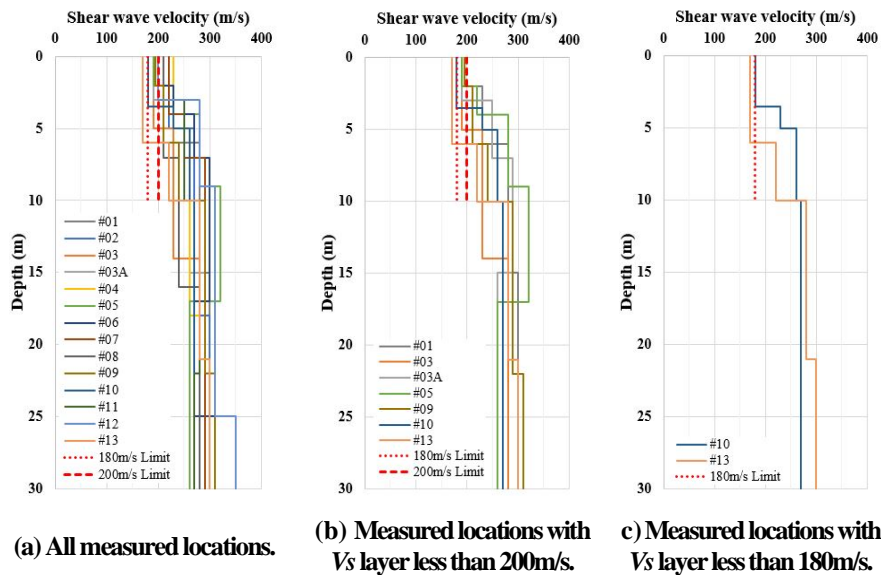 Shear wave velocity (m/s)
0 100 200 300 400
Depth (m)
0
5
10
15
20
25
30
#01
#02
#03
#03A
#04
#05
#06
#07
#08
#09
#10
#11
#12
#13
180m/s Limit
200m/s Limit
(a) All measured locations.
Shear wave velocity (m/s)
0 100 200 300 400
Depth (m)
0
5
10
15
20
25
30
#01
#03
#03A
#05
#09
#10
#13
180m/s Limit
200m/s Limit
(b) Measured locations with
Vs layer less than 200m/s.
Shear wave velocity (m/s)
0 100 200 300 400
Depth (m)
0
5
10
15
20
25
30
#10
#13
180m/s Limit
c) Measured locations with
Vs layer less than 180m/s.